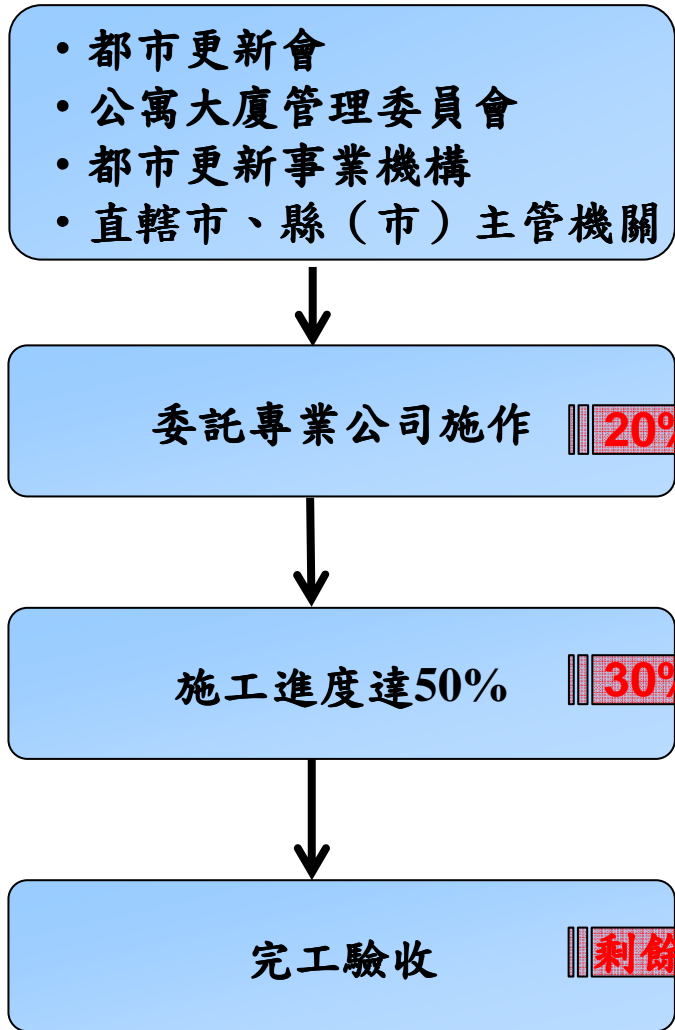 • 都市更新會
• 公寓大廈管理委員會
• 都市更新事業機構
• 直轄市、縣（市）主管機關
委託專業公司施作
20%
施工進度達50%
30%
完工驗收
剩餘